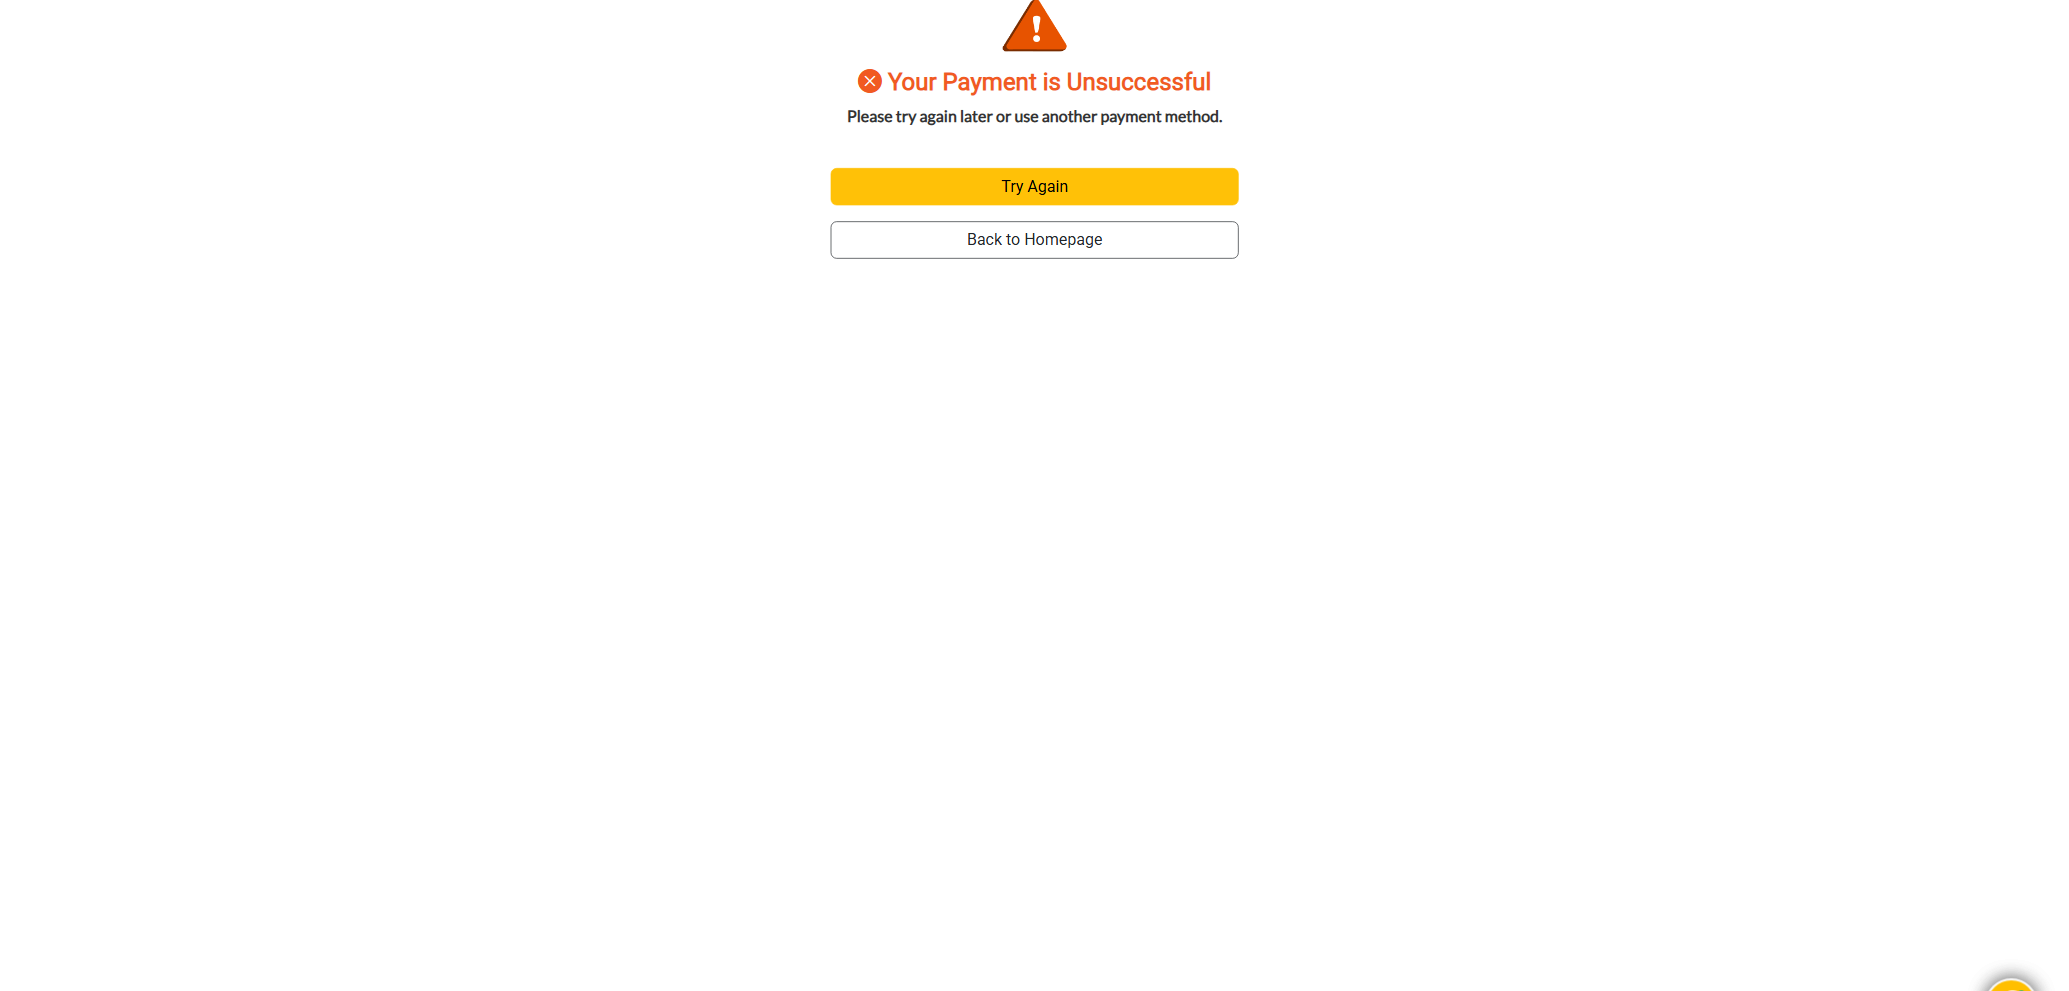 Your Payment is Unsuccessful
Please try again later or use another payment method.
Try Again
Back to Homepage